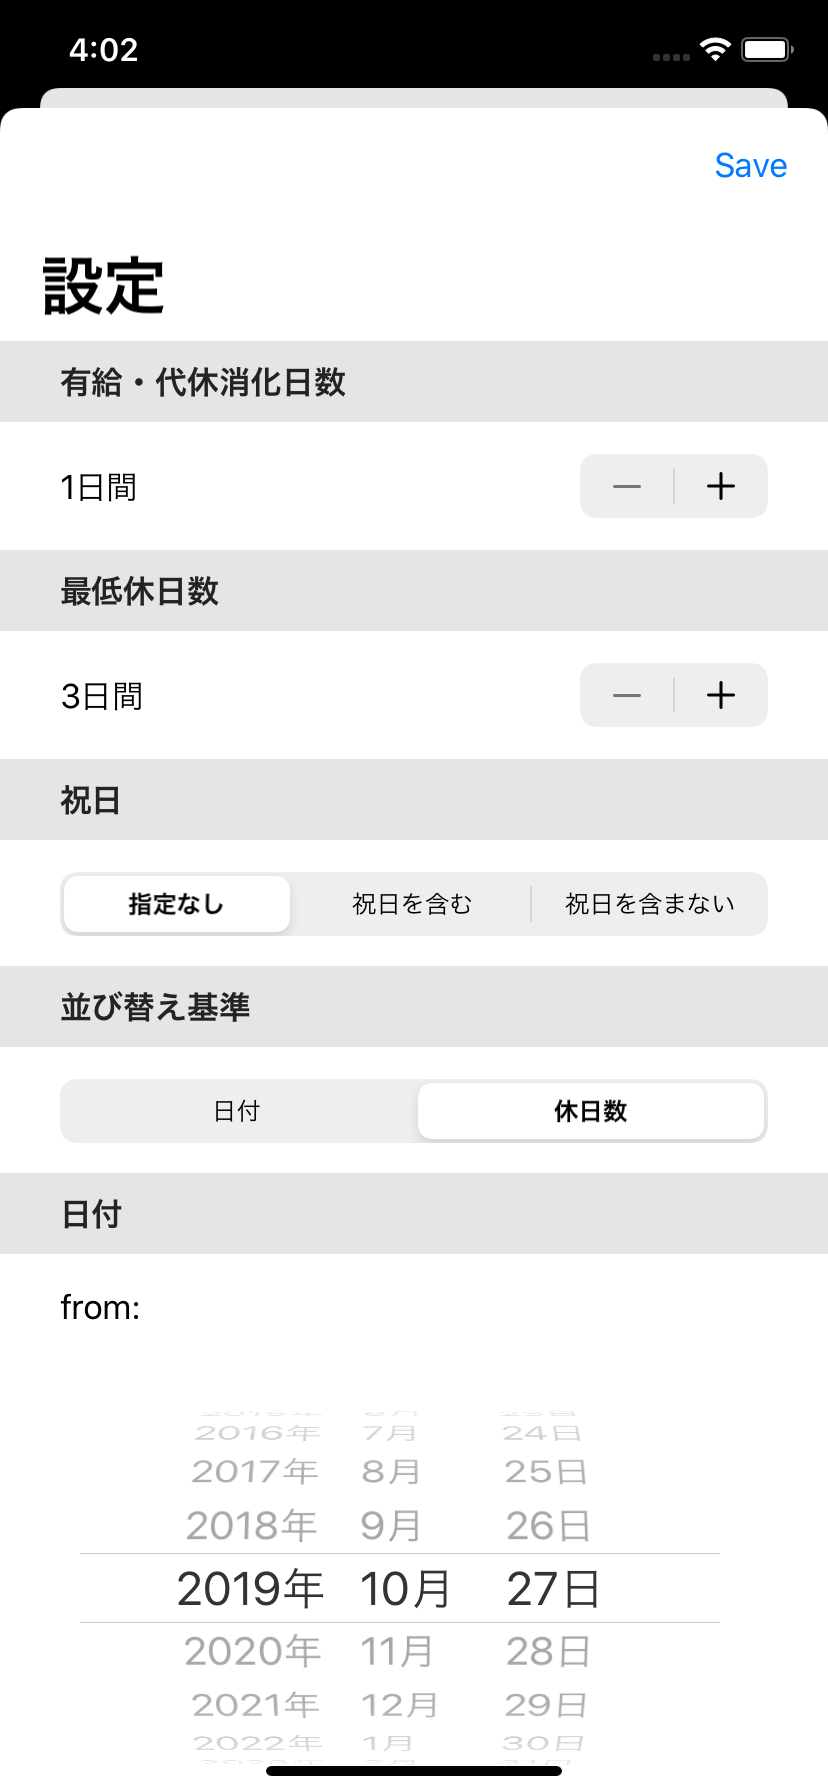 4:02
Save
設定
有給・代休消化日数
1日間
最低休日数
3日間
祝日
指定なし 祝日を含む 祝日を含まない
並び替え基準
日付 休日数
日付
from:
2016年 7月 24日
2017年 8月 25日
2018年 9月 26日
2019年 10月 27日
2020年 11月 28日
2021年 12月 29日
2022年 1月 30日